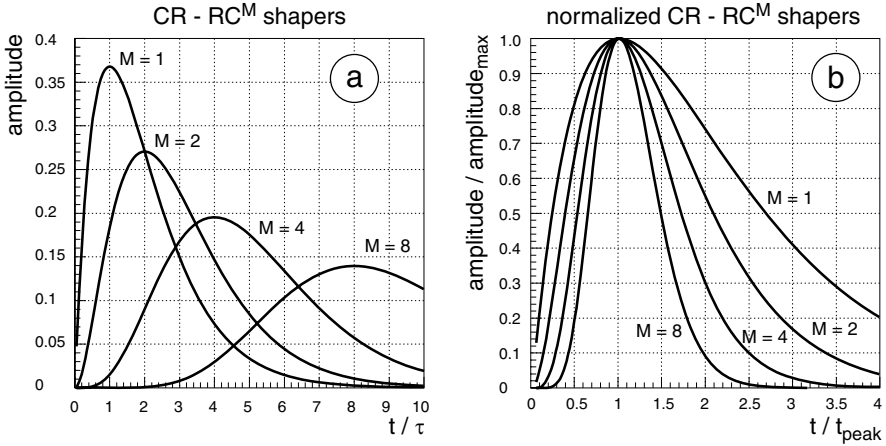 CR - RC^M shapers
amplitude
0.4
0.35
0.3
0.25
0.2
0.15
0.1
0.05
0
a
M = 1
M = 2
M = 4
M = 8
0 1 2 3 4 5 6 7 8 9 10
t / τ
normalized CR - RC^M shapers
amplitude / amplitude_max
1.0
0.9
0.8
0.7
0.6
0.5
0.4
0.3
0.2
0.1
0
b
M = 1
M = 8
M = 4
M = 2
0 0.5 1 1.5 2 2.5 3 3.5 4
t / t_peak